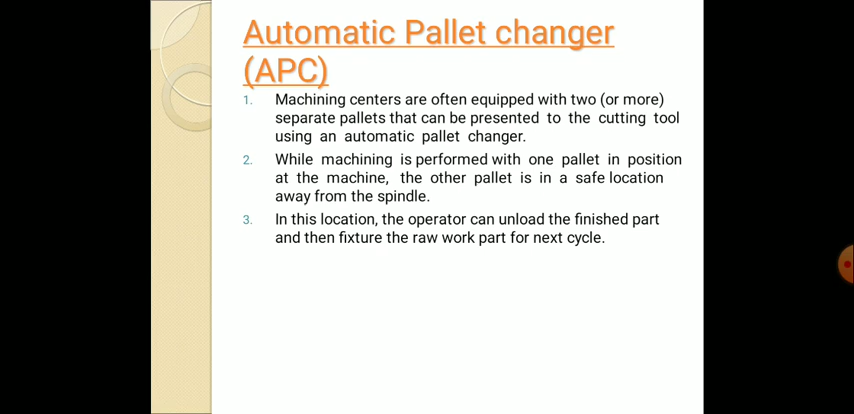 Automatic Pallet changer
(APC)
1. Machining centers are often equipped with two (or more)
separate pallets that can be presented to the cutting tool
using an automatic pallet changer.
2. While machining is performed with one pallet in position
at the machine, the other pallet is in a safe location
away from the spindle.
3. In this location, the operator can unload the finished part
and then fixture the raw work part for next cycle.